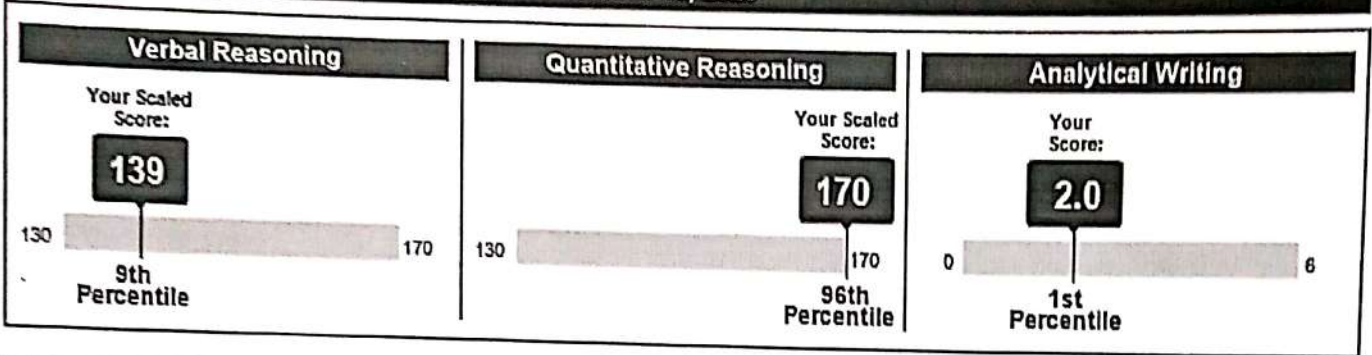 Verbal Reasoning
Your Scaled
Score:
139
130
170
9th
Percentile
Quantitative Reasoning
Your Scaled
Score:
170
130
170
96th
Percentile
Analytical Writing
Your
Score:
2.0
0
6
1st
Percentile